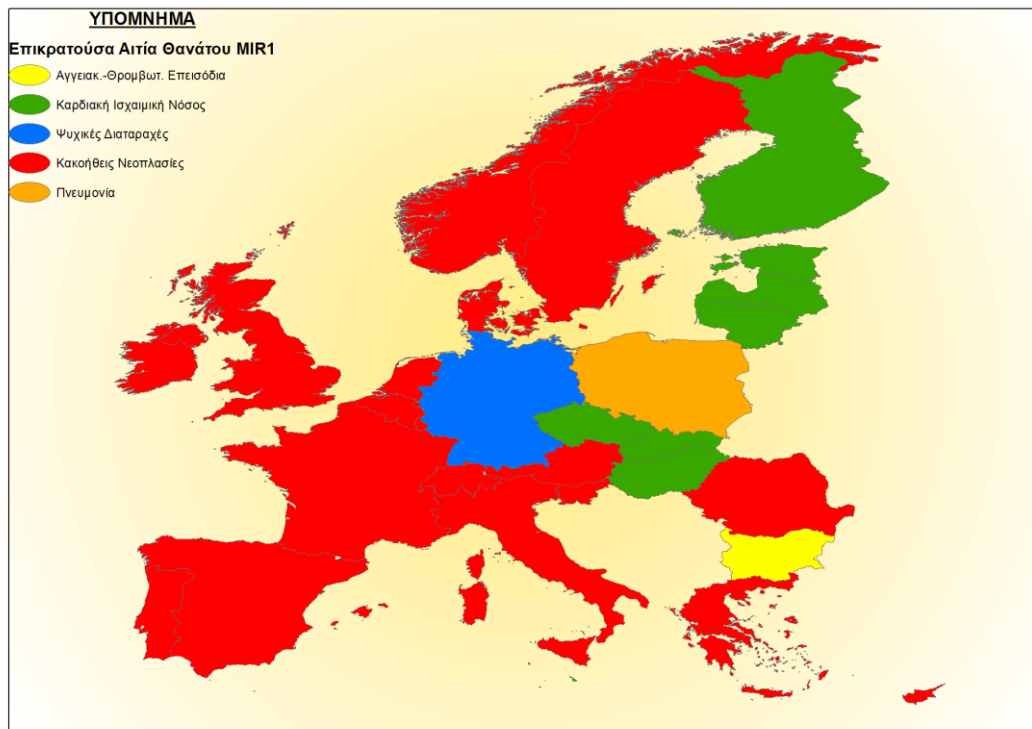 ΥΠΟΜΝΗΜΑ
Επικρατούσα Αιτία Θανάτου MIR1
Αγγειακ.-Θρομβωτ. Επεισόδια
Καρδιακή Ισχαιμική Νόσος
Ψυχικές Διαταραχές
Κακοήθεις Νεοπλασίες
Πνευμονία